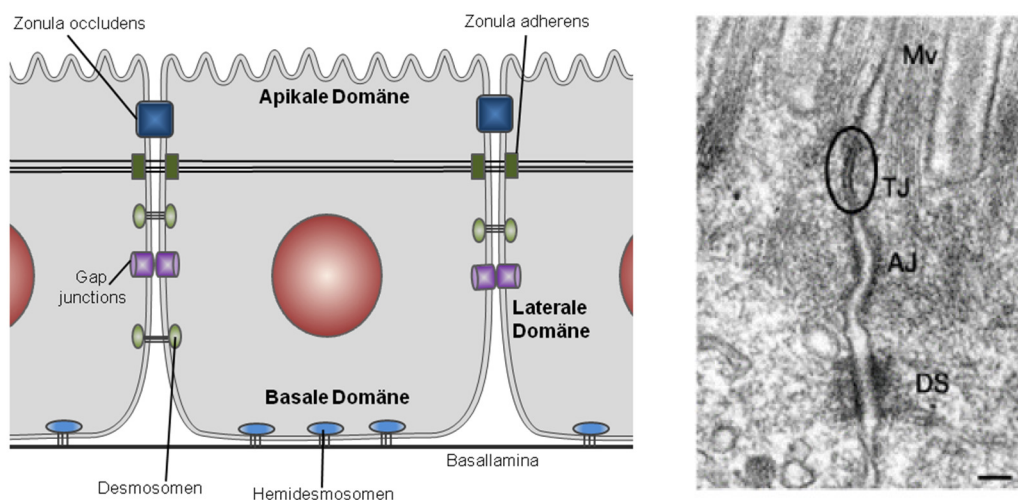 Zonula occludens
Zonula adherens
Apikale Domäne
Gap
junctions
Laterale
Domäne
Basale Domäne
Basallamina
Desmosomen
Hemidesmosomen
Mv
TJ
AJ
DS